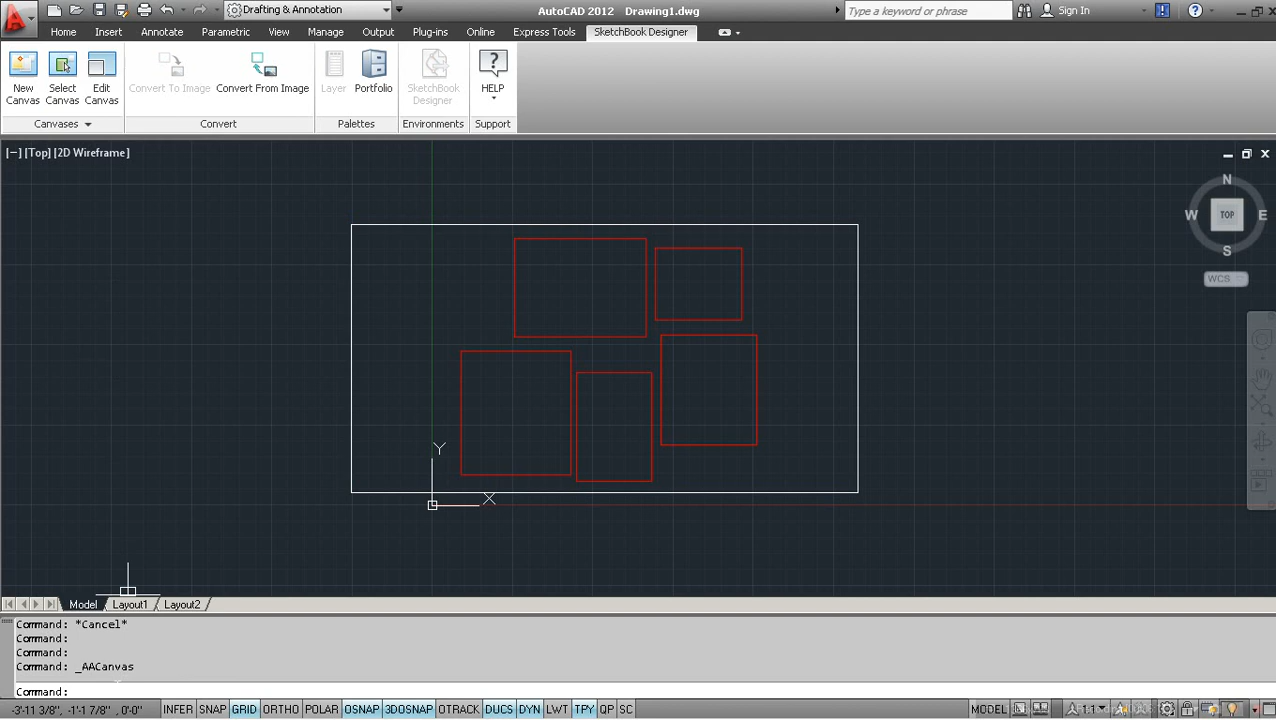 Drafting & Annotation
AutoCAD 2012 Drawing1.dwg
Type a keyword or phrase
Sign In
Home Insert Annotate Parametric View Manage Output Plug-ins Online Express Tools SketchBook Designer
New Canvas
Select Canvas
Edit Canvas
Convert To Image
Convert From Image
Layer
Portfolio
SketchBook Designer
HELP
Canvases
Convert
Palettes
Environments
Support
[−] [Top] [2D Wireframe]
N
W
TOP
E
S
WCS
Y
X
Model Layout1 Layout2
Command: *Cancel*
Command:
Command:
Command: _AACanvas
Command:
-3'-11 3/8", -1'-1 7/8" , 0'-0"
INFER SNAP GRID ORTHO POLAR OSNAP 3DOSNAP OTRACK DUCS DYN LWT TPY QP SC
MODEL